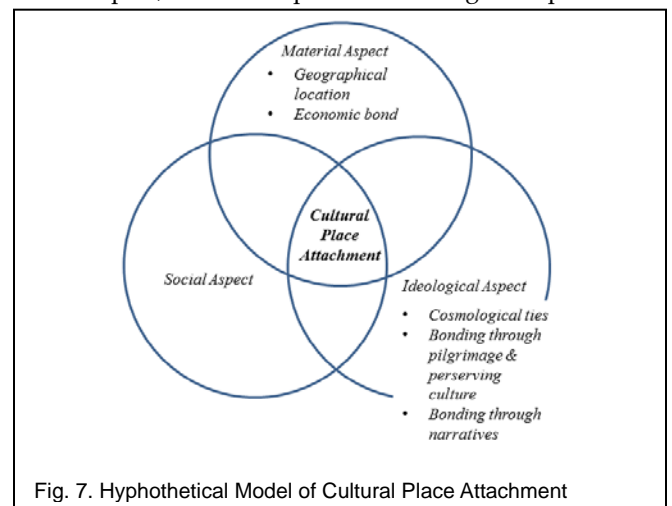 Material Aspect
• Geographical
location
• Economic bond
Cultural
Place
Attachment
Social Aspect
Ideological Aspect
• Cosmological ties
• Bonding through
pilgrimage &
perserving
culture
• Bonding through
narratives
Fig. 7. Hyphothetical Model of Cultural Place Attachment